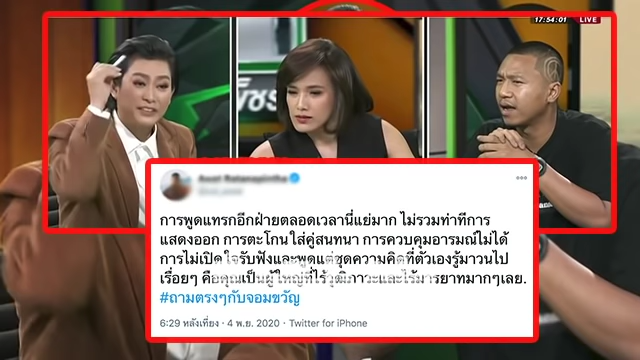 17:54:01 LIVE
การพูดแทรกอีกฝ่ายตลอดเวลานี่แย่มาก ไม่รวมท่าทีการ
แสดงออก การตะโกนใส่คู่สนทนา การควบคุมอารมณ์ไม่ได้
การไม่เปิดใจรับฟังและพูดแต่ชุดความคิดที่ตัวเองรู้มาวนไป
เรื่อยๆ คือคุณเป็นผู้ใหญ่ที่ไร้วุฒิภาวะและไร้มารยาทมากๆเลย.
#ถามตรงๆกับจอมขวัญ
6:29 หลังเที่ยง · 4 พ.ย. 2020 · Twitter for iPhone